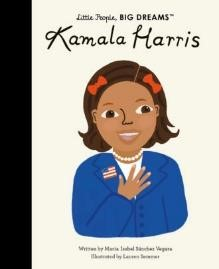 Little People, BIG DREAMS™
Kamala Harris
Written by Maria Isabel Sánchez Vegara
Illustrated by Lauren Semmer